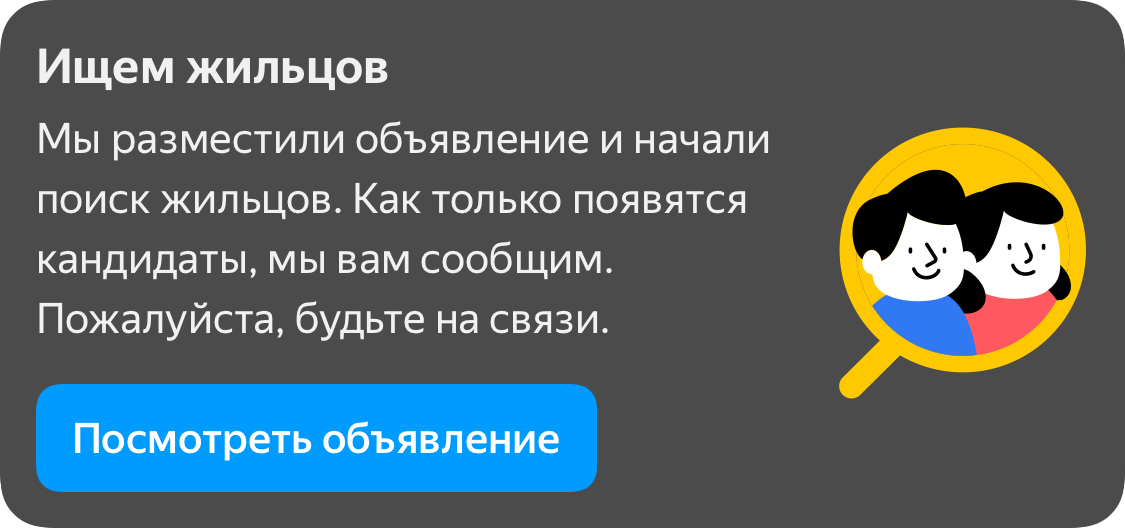 Ищем жильцов
Мы разместили объявление и начали
поиск жильцов. Как только появятся
кандидаты, мы вам сообщим.
Пожалуйста, будьте на связи.
Посмотреть объявление